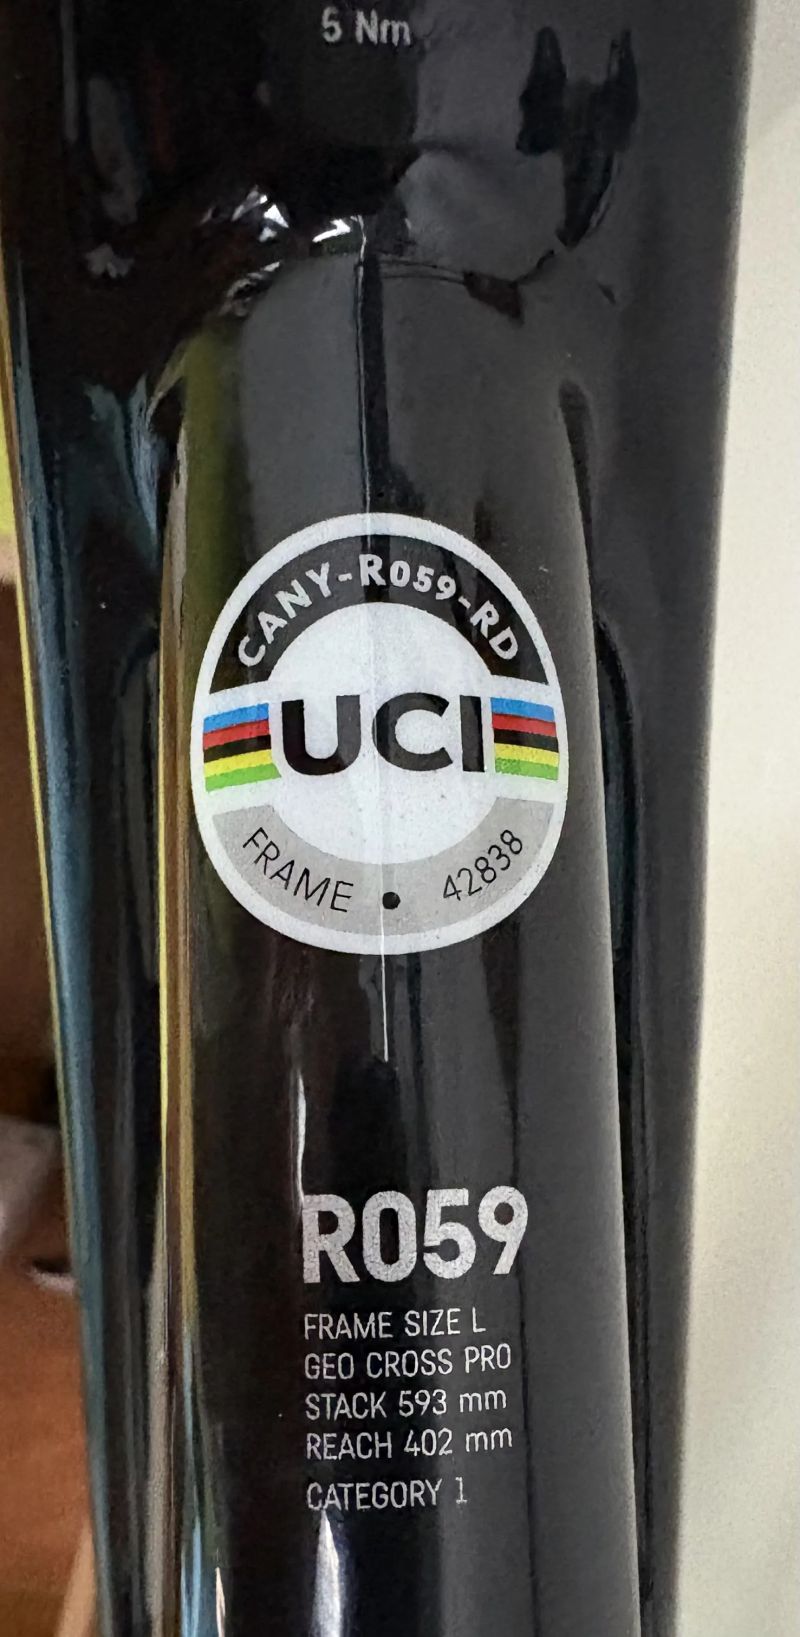 5 Nm
CANY-R059-RD
UCI
FRAME • 42838
R059
FRAME SIZE L
GEO CROSS PRO
STACK 593 mm
REACH 402 mm
CATEGORY 1